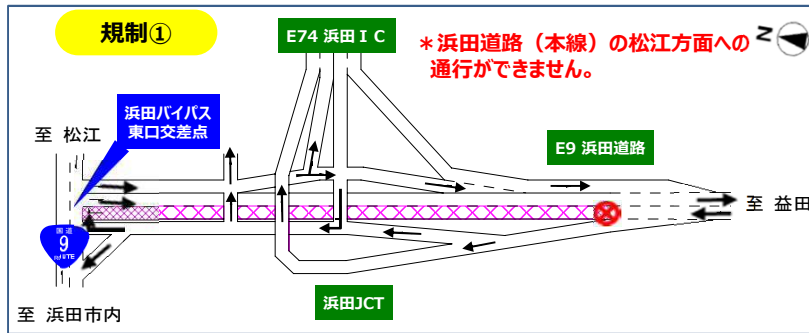 規制①
E74 浜田ＩＣ
＊浜田道路（本線）の松江方面への
通行ができません。
N
浜田バイパス
東口交差点
至 松江
E9 浜田道路
至 益田
国道
9
ROUTE
浜田JCT
至 浜田市内